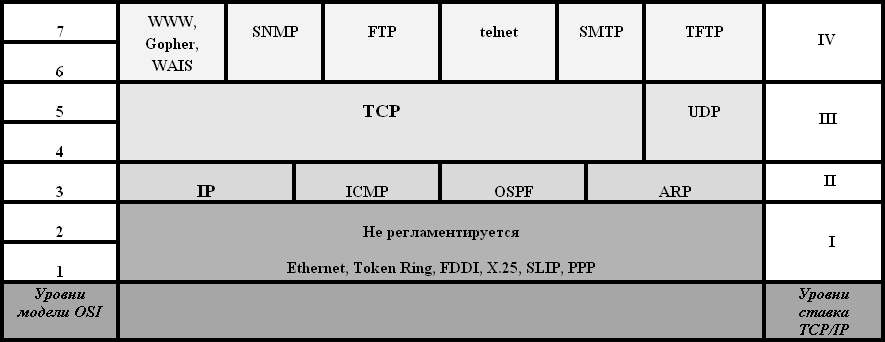 7
WWW,
Gopher,
WAIS
SNMP
FTP
telnet
SMTP
TFTP
IV
6
5
TCP
UDP
III
4
3
IP
ICMP
OSPF
ARP
II
2
Не регламентируется
I
1
Ethernet, Token Ring, FDDI, X.25, SLIP, PPP
Уровни
модели OSI
Уровни
ставка
TCP/IP